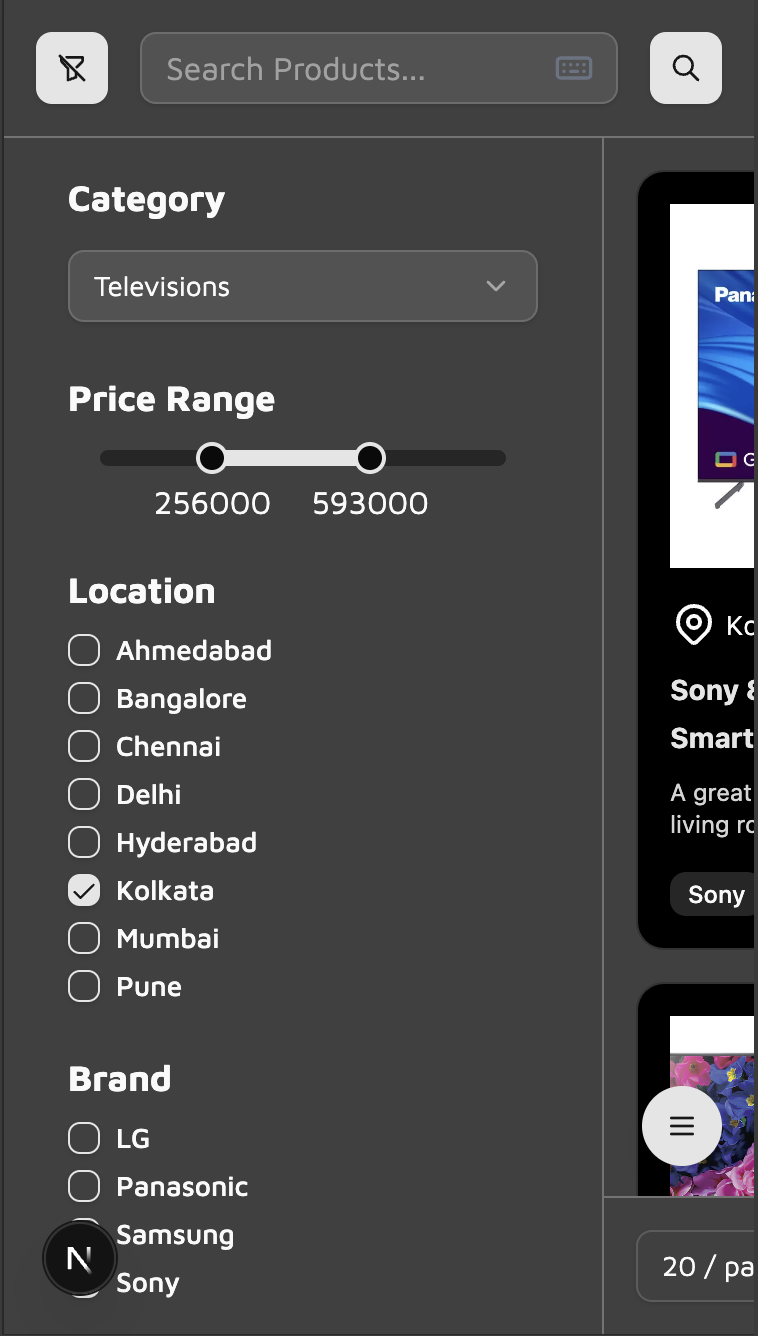 Search Products...
Category
Televisions
Price Range
256000 593000
Location
Ahmedabad
Bangalore
Chennai
Delhi
Hyderabad
Kolkata
Mumbai
Pune
Brand
LG
Panasonic
Samsung
Sony
N
Pana
G
Ko
Sony &
Smart
A great
living ro
Sony
20 / pa